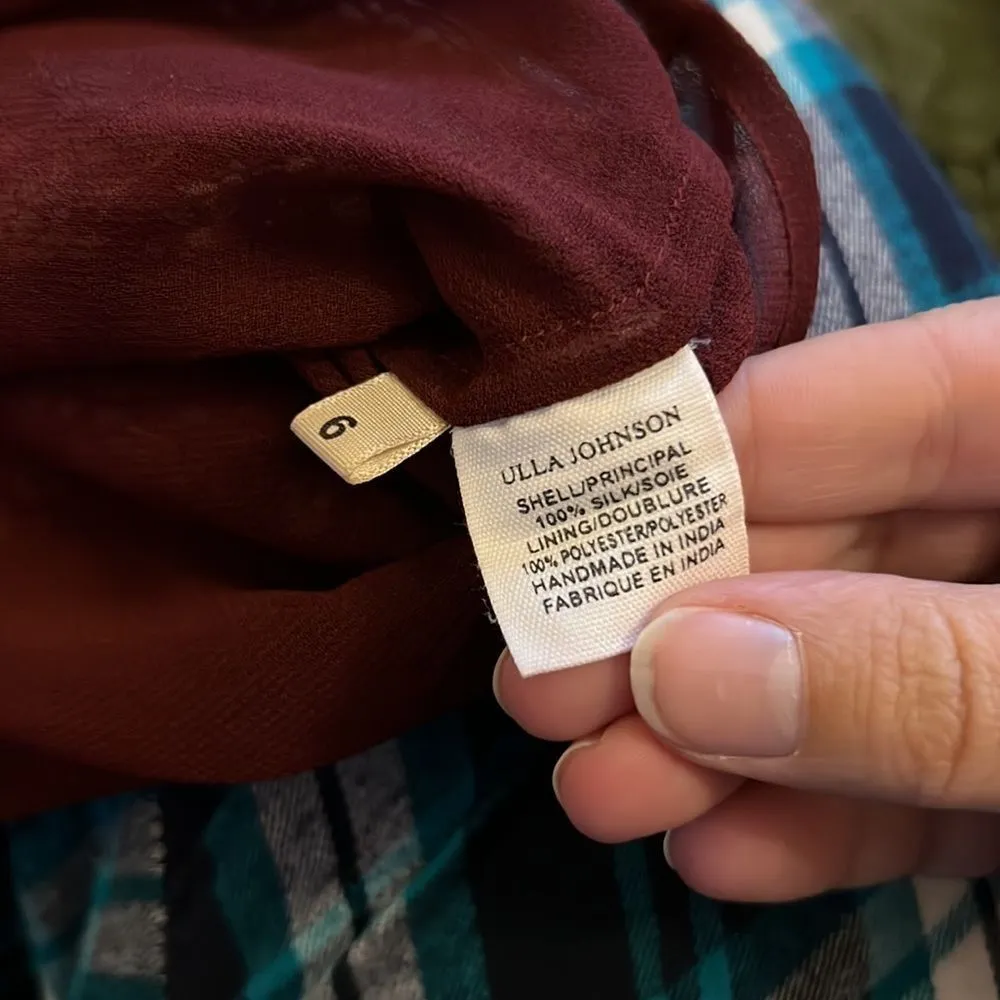 6
ULLA JOHNSON
SHELL/PRINCIPAL
100% SILK/SOIE
LINING/DOUBLURE
100% POLYESTER/POLYESTER
HANDMADE IN INDIA
FABRIQUE EN INDIA